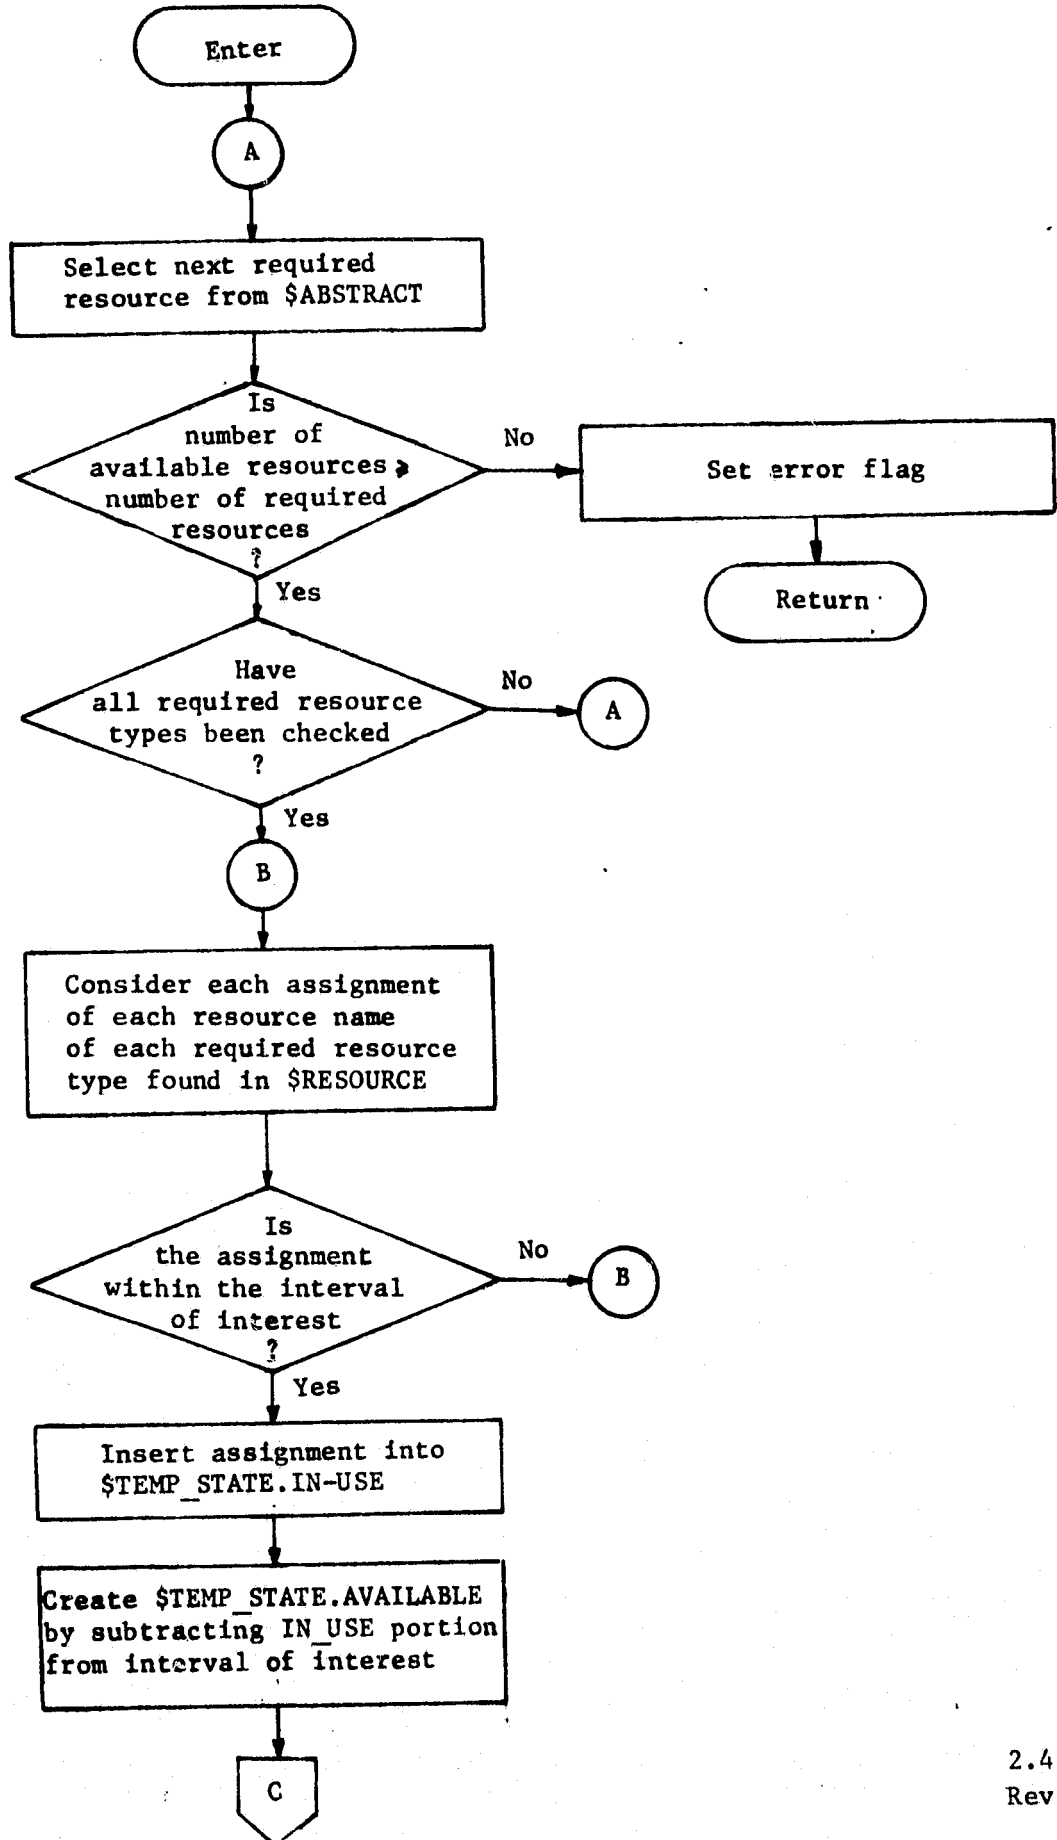 Enter
A
Select next required
resource from $ABSTRACT
Is
number of
available resources ⩾
number of required
resources
?
No
Set error flag
Return
Yes
Have
all required resource
types been checked
?
No
A
Yes
B
Consider each assignment
of each resource name
of each required resource
type found in $RESOURCE
Is
the assignment
within the interval
of interest
?
No
B
Yes
Insert assignment into
$TEMP_STATE.IN-USE
Create $TEMP_STATE.AVAILABLE
by subtracting IN_USE portion
from interval of interest
C
2.4
Rev